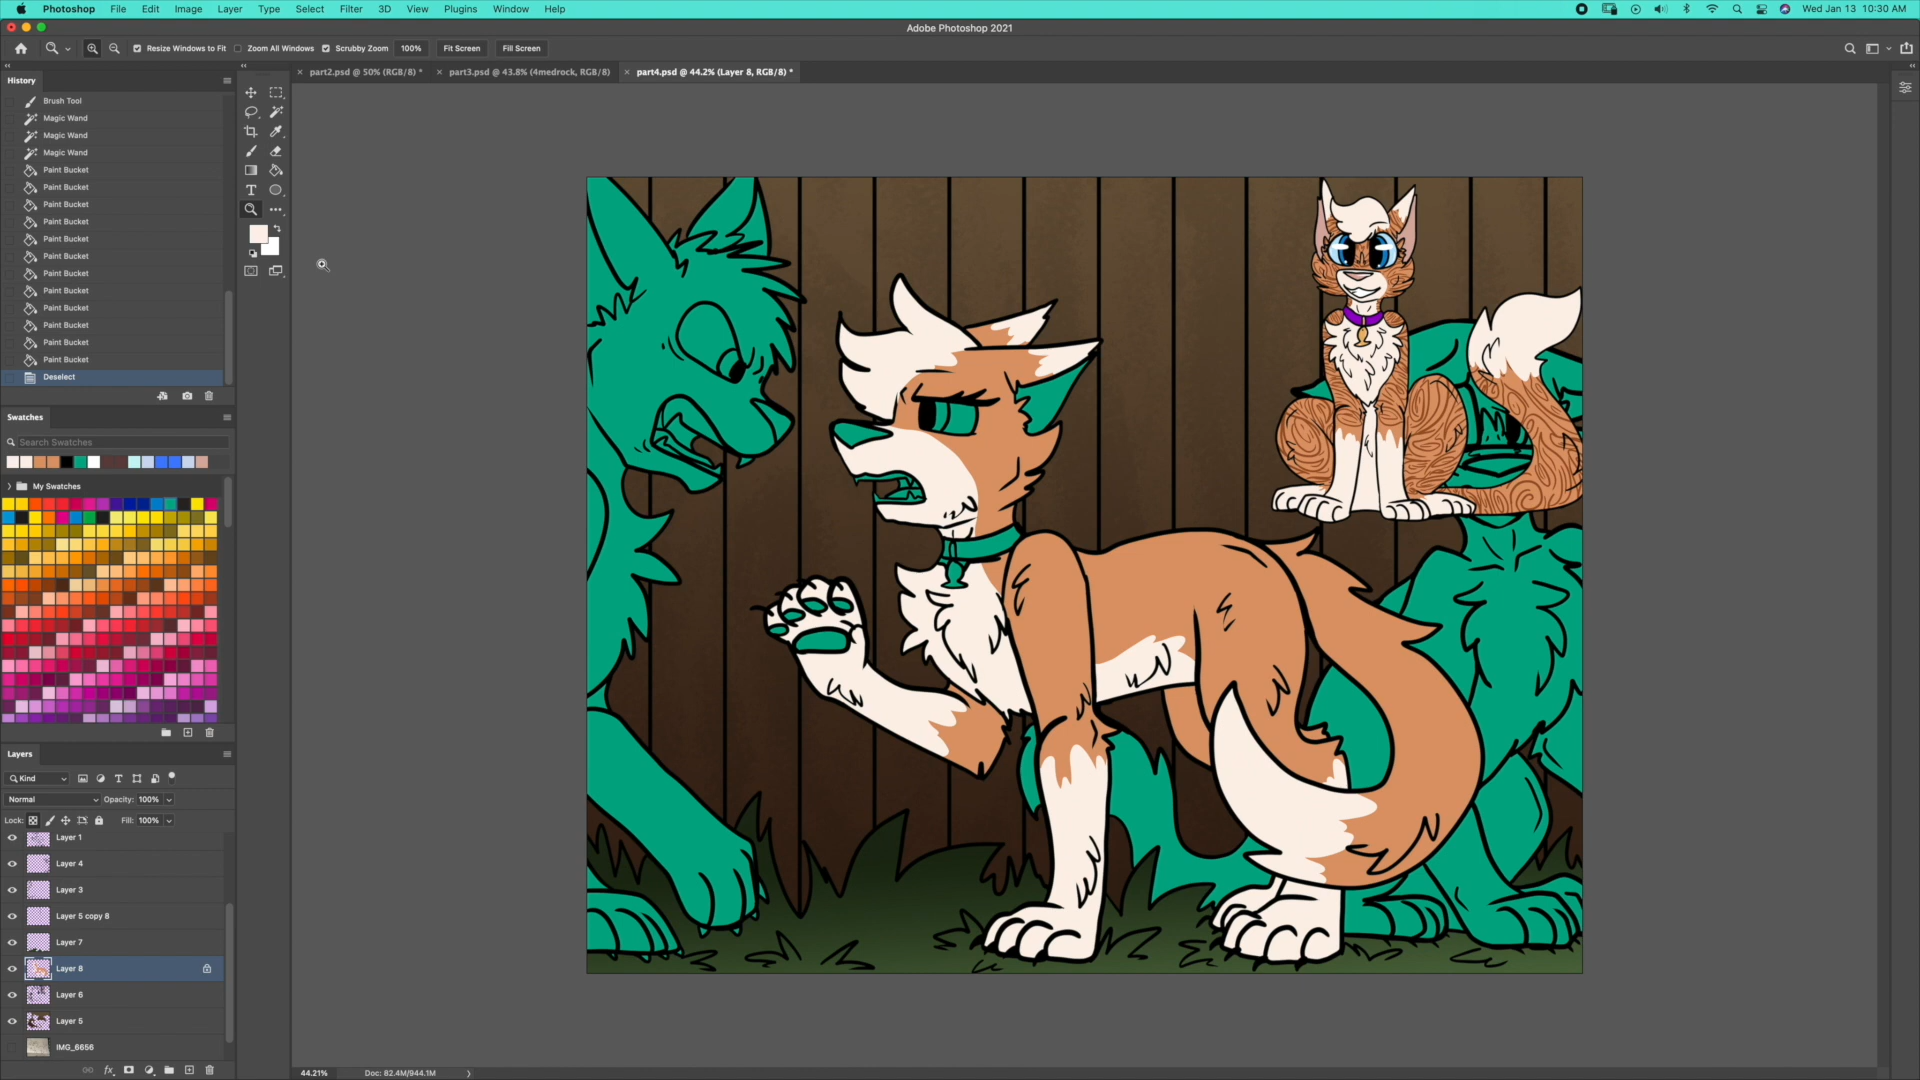 Photoshop File Edit Image Layer Type Select Filter 3D View Plugins Window Help Wed Jan 13 10:30 AM
Adobe Photoshop 2021
Resize Windows to Fit Zoom All Windows Scrubby Zoom 100% Fit Screen Fill Screen
part2.psd @ 50% (RGB/8) * part3.psd @ 43.8% (4medrock, RGB/8) part4.psd @ 44.2% (Layer 8, RGB/8) *
History
Brush Tool
Magic Wand
Magic Wand
Magic Wand
Paint Bucket
Paint Bucket
Paint Bucket
Paint Bucket
Paint Bucket
Paint Bucket
Paint Bucket
Paint Bucket
Paint Bucket
Paint Bucket
Paint Bucket
Paint Bucket
Deselect
Swatches
Search Swatches
My Swatches
Layers
Kind
Normal Opacity: 100%
Lock: Fill: 100%
Layer 1
Layer 4
Layer 3
Layer 5 copy 8
Layer 7
Layer 8
Layer 6
Layer 5
IMG_6656
fx
44.21% Doc: 82.4M/944.1M